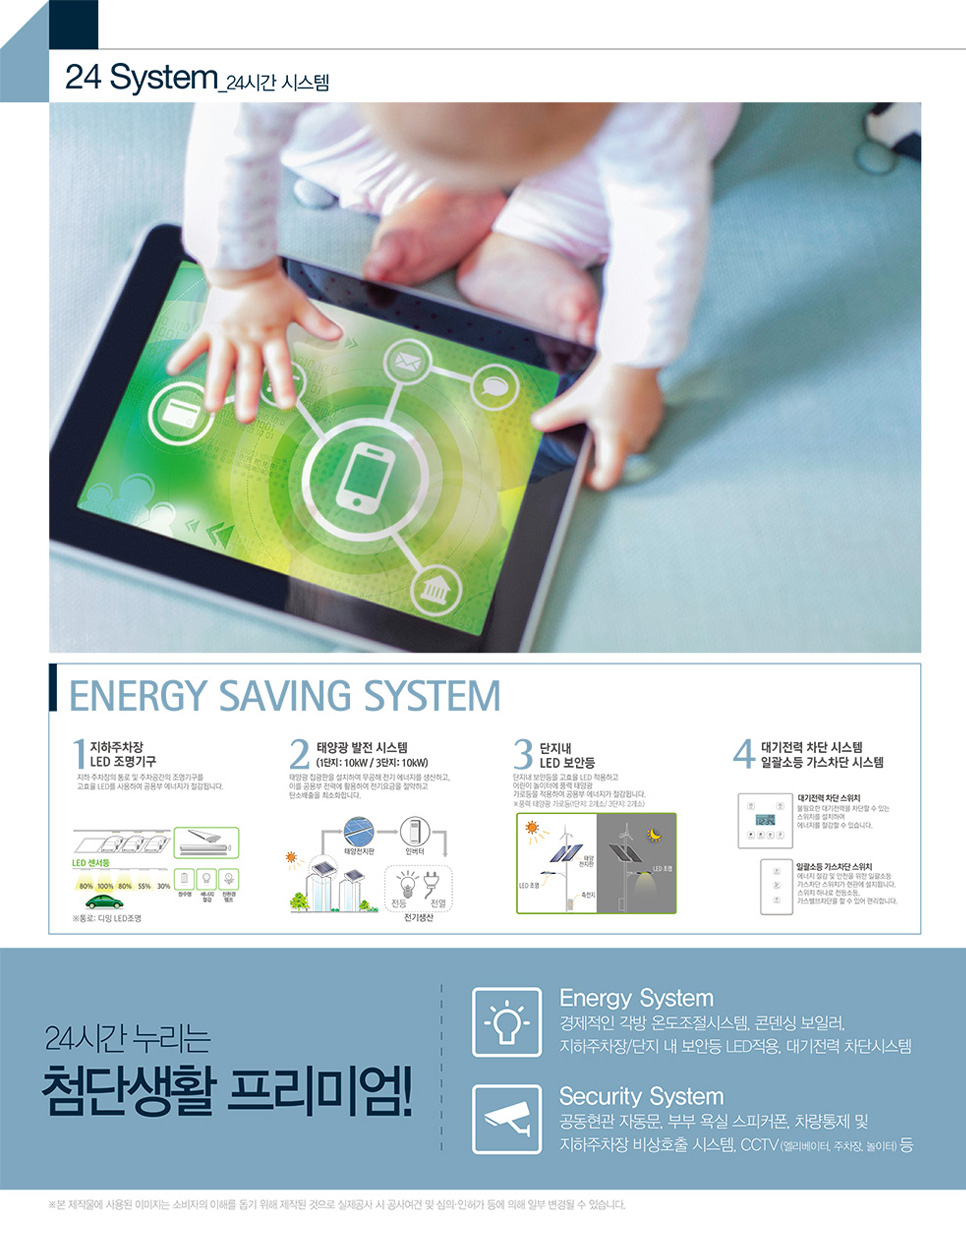 24 System_24시간 시스템
ENERGY SAVING SYSTEM
1 지하주차장
LED 조명기구
지하 주차장의 통로 및 주차공간의 조명기구를
고효율 LED를 사용하여 공용부 에너지가 절감됩니다.
LED 센서등
80% 100% 80% 55% 30%
장수명 에너지 절감 친환경 램프
※통로: 디밍 LED조명
2 태양광 발전 시스템
(1단지: 10kW / 3단지: 10kW)
태양광 집광판을 설치하여 무공해 전기 에너지를 생산하고,
이를 공용부 전력에 활용하여 전기요금을 절약하고
탄소배출을 최소화합니다.
태양전지판 인버터
전등 전열
전기생산
3 단지내
LED 보안등
단지내 보안등을 고효율 LED 적용하고
어린이 놀이터에 풍력 태양광
가로등을 적용하여 공용부 에너지가 절감됩니다.
※풍력 태양광 가로등(1단지: 2개소/ 3단지: 2개소)
태양
전지판
LED 조명
LED 조명
축전지
4 대기전력 차단 시스템
일괄소등 가스차단 시스템
대기전력 차단 스위치
불필요한 대기전력을 차단할 수 있는
스위치를 설치하여
에너지를 절감할 수 있습니다.
일괄소등 가스차단 스위치
에너지 절감 및 안전을 위한 일괄소등
가스차단 스위치가 현관에 설치됩니다.
스위치 하나로 전등소등,
가스밸브차단을 할 수 있어 편리합니다.
24시간 누리는
첨단생활 프리미엄!
Energy System
경제적인 각방 온도조절시스템, 콘덴싱 보일러,
지하주차장/단지 내 보안등 LED적용, 대기전력 차단시스템
Security System
공동현관 자동문, 부부 욕실 스피커폰, 차량통제 및
지하주차장 비상호출 시스템, CCTV(엘리베이터, 주차장, 놀이터) 등
※본 제작물에 사용된 이미지는 소비자의 이해를 돕기 위해 제작된 것으로 실제공사 시 공사여건 및 심의·인허가 등에 의해 일부 변경될 수 있습니다.